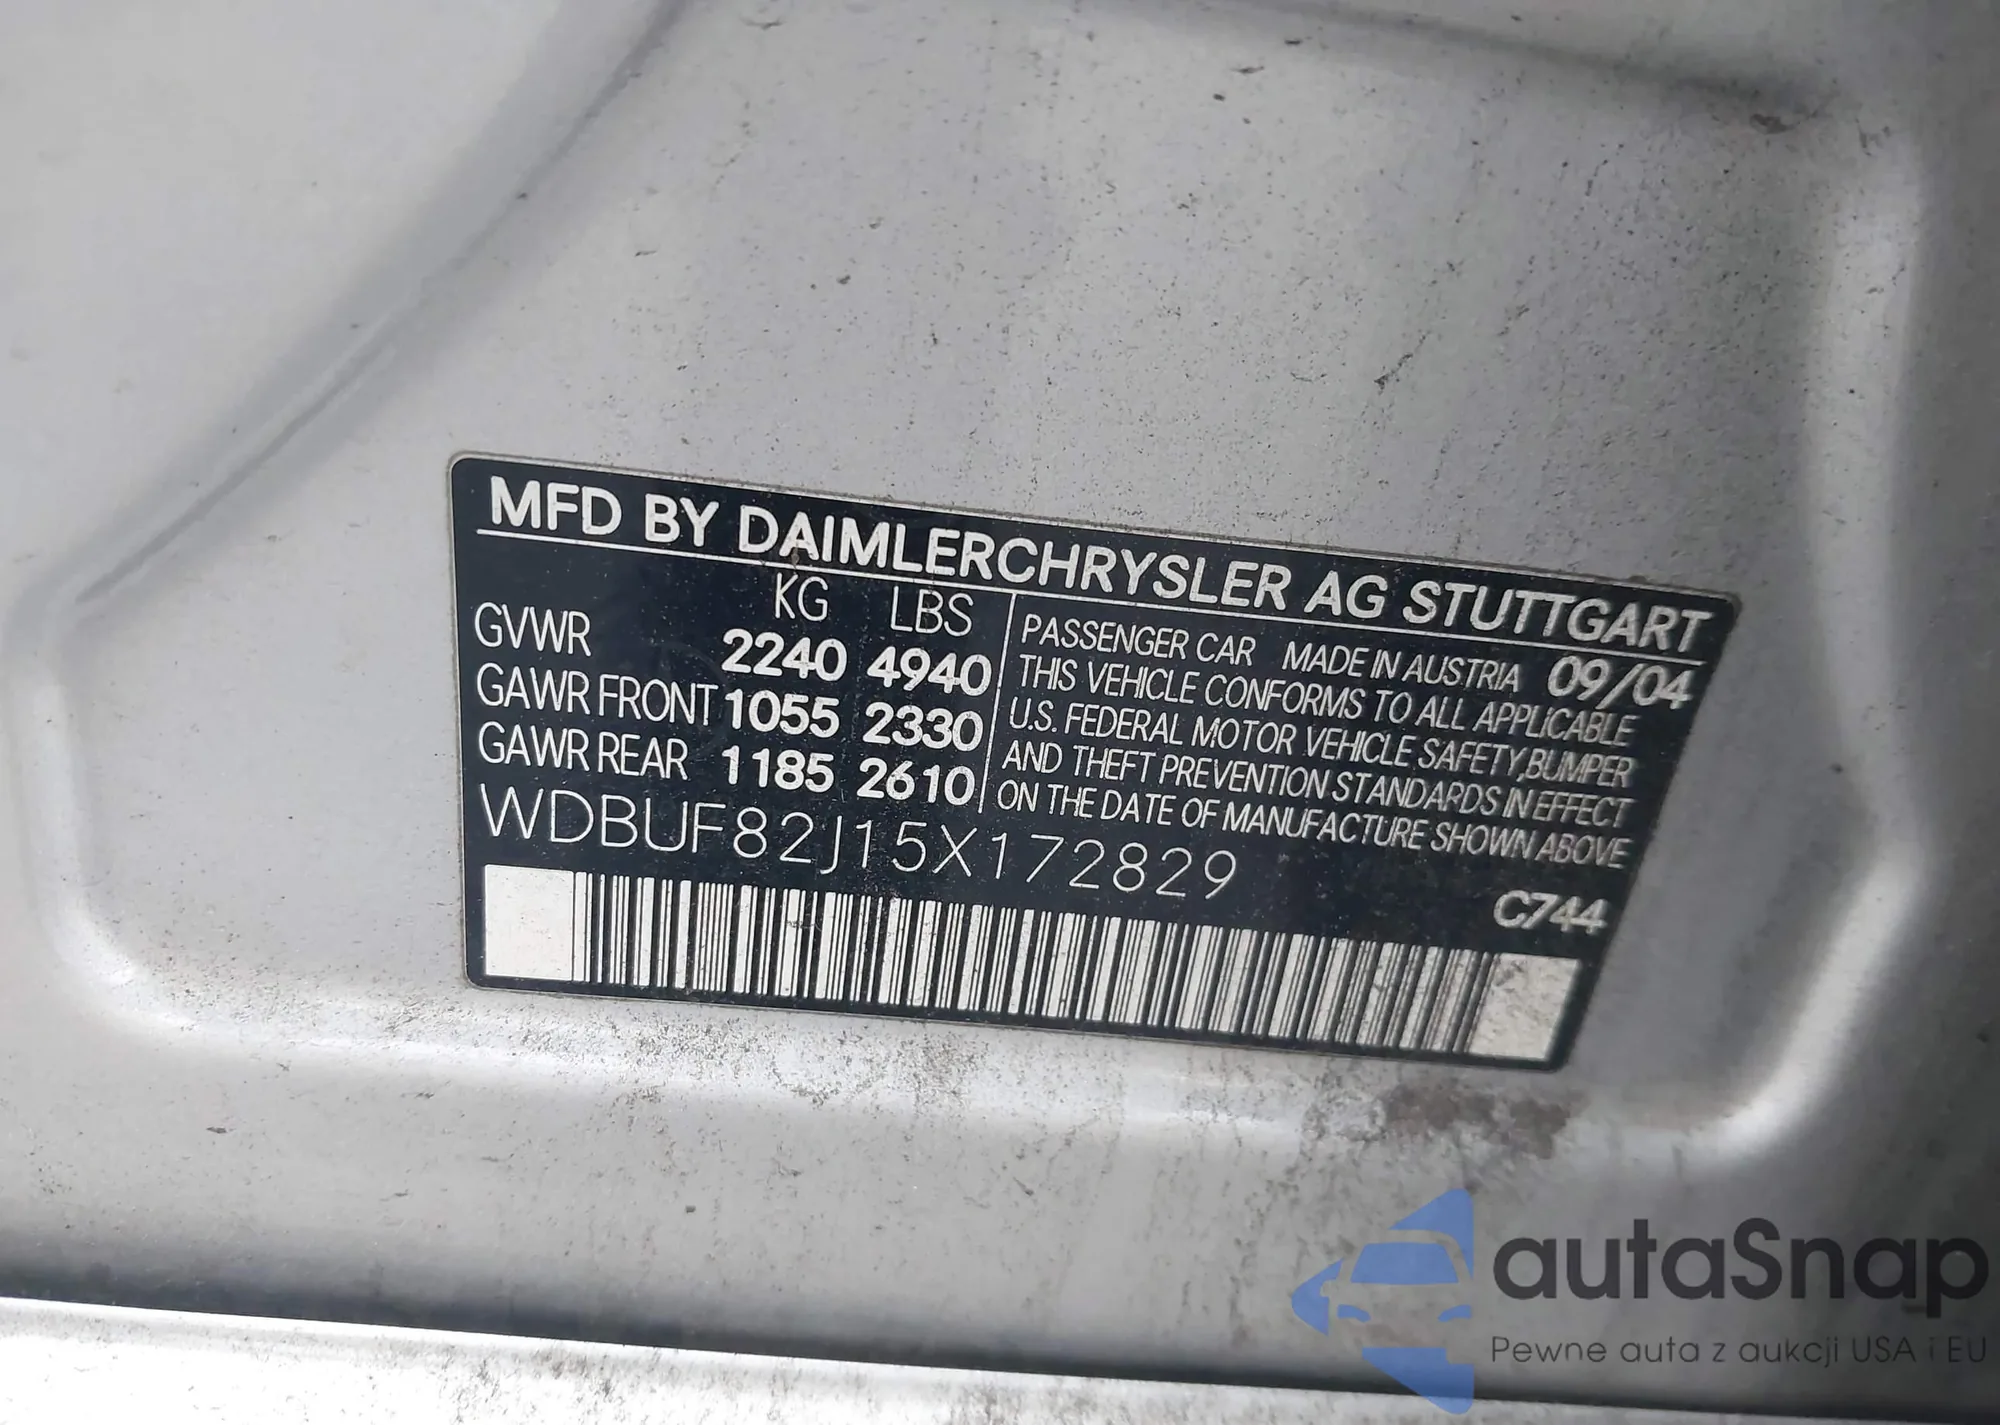 MFD BY DAIMLERCHRYSLER AG STUTTGART
KG LBS
GVWR 2240 4940
GAWR FRONT 1055 2330
GAWR REAR 1185 2610
PASSENGER CAR MADE IN AUSTRIA 09/04
THIS VEHICLE CONFORMS TO ALL APPLICABLE
U.S. FEDERAL MOTOR VEHICLE SAFETY, BUMPER
AND THEFT PREVENTION STANDARDS IN EFFECT
ON THE DATE OF MANUFACTURE SHOWN ABOVE
WDBUF82J15X172829
C744
autaSnap
Pewne auta z aukcji USA i EU